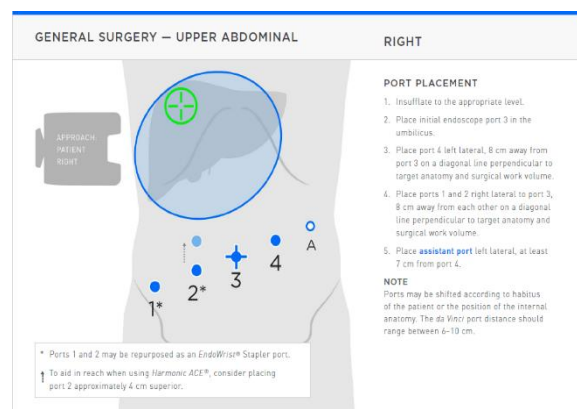 GENERAL SURGERY — UPPER ABDOMINAL
APPROACH
PATIENT
RIGHT
A
4
3
2*
1*
* Ports 1 and 2 may be repurposed as an EndoWrist® Stapler port.
To aid in reach when using Harmonic ACE®, consider placing
port 2 approximately 4 cm superior.
RIGHT
PORT PLACEMENT
1. Insufflate to the appropriate level.
2. Place initial endoscope port 3 in the
umbilicus.
3. Place port 4 left lateral, 8 cm away from
port 3 on a diagonal line perpendicular to
target anatomy and surgical work volume.
4. Place ports 1 and 2 right lateral to port 3,
8 cm away from each other on a diagonal
line perpendicular to target anatomy and
surgical work volume.
5. Place assistant port left lateral, at least
7 cm from port 4.
NOTE
Ports may be shifted according to habitus
of the patient or the position of the internal
anatomy. The da Vinci port distance should
range between 6–10 cm.